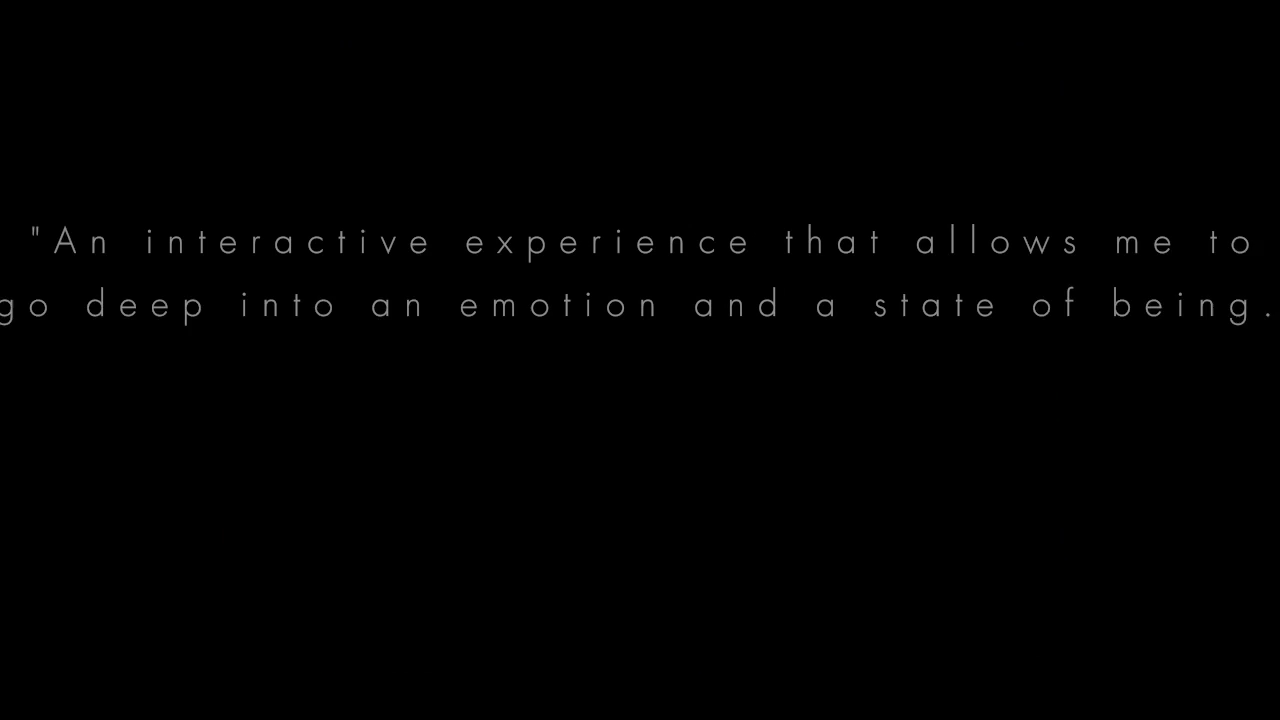 "An interactive experience that allows me to
go deep into an emotion and a state of being.